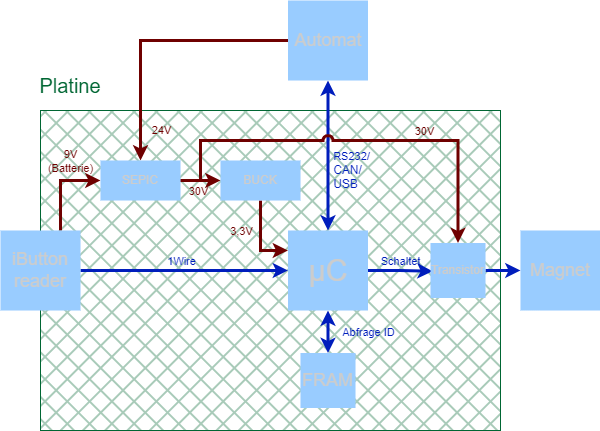 Automat
Platine
24V
30V
9V
(Batterie)
SEPIC
30V
BUCK
RS232/
CAN/
USB
3,3V
iButton
reader
1Wire
µC
Schaltet
Transistor
Magnet
Abfrage ID
FRAM